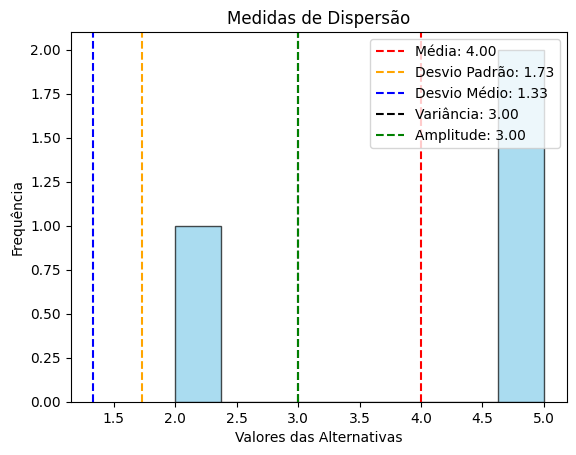 Medidas de Dispersão
Média: 4.00
Desvio Padrão: 1.73
Desvio Médio: 1.33
Variância: 3.00
Amplitude: 3.00
Frequência
2.00
1.75
1.50
1.25
1.00
0.75
0.50
0.25
0.00
1.5 2.0 2.5 3.0 3.5 4.0 4.5 5.0
Valores das Alternativas